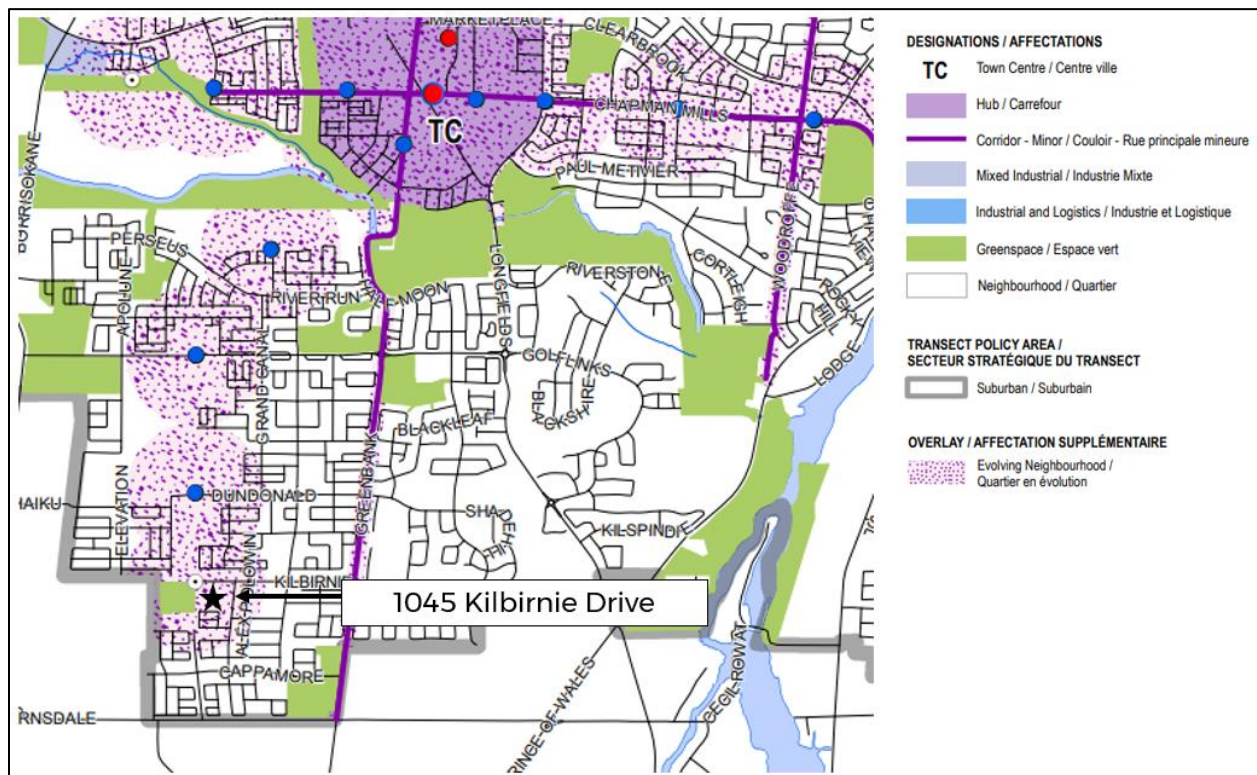 MARKETPLACE
CLEARBROOK
CHAPMAN MILLS
TC
PAUL METIVIER
BURRISOKANE
WOODROFFE
PERSEUS
LONGFIELDS
RIVERSTONE
CORTLEIGH
APOLUNE
RIVER RUN
HALF MOON
ROCKY HILL
GRAND CANAL
GOLFLINKS
LODGE
BLACKSHIRE
BLACKLEAF
GREENBANK
ELEVATION
HAIKU
DUNDONALD
KILSPINDIE
ALEX POLOWIN
KILBIRNIE
1045 Kilbirnie Drive
CAPPAMORE
RNSDALE
PRINCE OF WALES
CECIL ROWAT
DESIGNATIONS / AFFECTATIONS
TC Town Centre / Centre ville
Hub / Carrefour
Corridor - Minor / Couloir - Rue principale mineure
Mixed Industrial / Industrie Mixte
Industrial and Logistics / Industrie et Logistique
Greenspace / Espace vert
Neighbourhood / Quartier
TRANSECT POLICY AREA /
SECTEUR STRATÉGIQUE DU TRANSECT
Suburban / Suburbain
OVERLAY / AFFECTATION SUPPLÉMENTAIRE
Evolving Neighbourhood /
Quartier en évolution